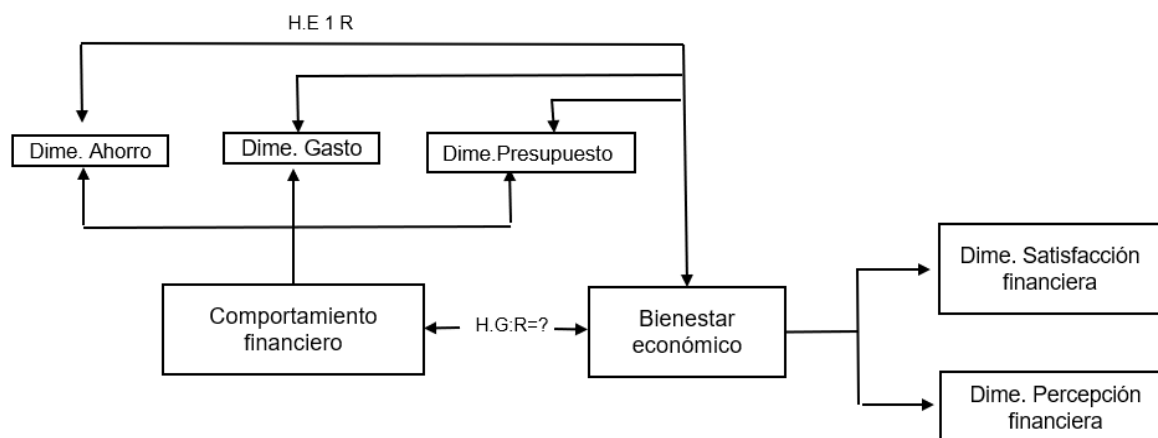 H.E 1 R
Dime. Ahorro
Dime. Gasto
Dime.Presupuesto
Dime. Satisfacción
financiera
Comportamiento
financiero
H.G:R=?
Bienestar
económico
Dime. Percepción
financiera